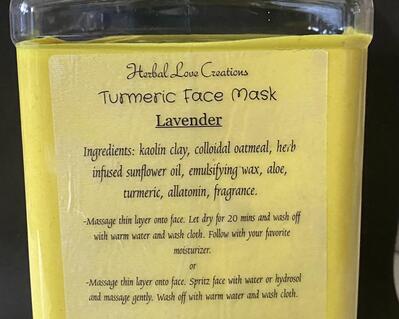 Herbal Love Creations
Turmeric Face Mask
Lavender
Ingredients: kaolin clay, colloidal oatmeal, herb
infused sunflower oil, emulsifying wax, aloe,
turmeric, allatonin, fragrance.
-Massage thin layer onto face. Let dry for 20 mins and wash off
with warm water and wash cloth. Follow with your favorite
moisturizer.
or
-Massage thin layer onto face. Spritz face with water or hydrosol
and massage gently. Wash off with warm water and wash cloth.